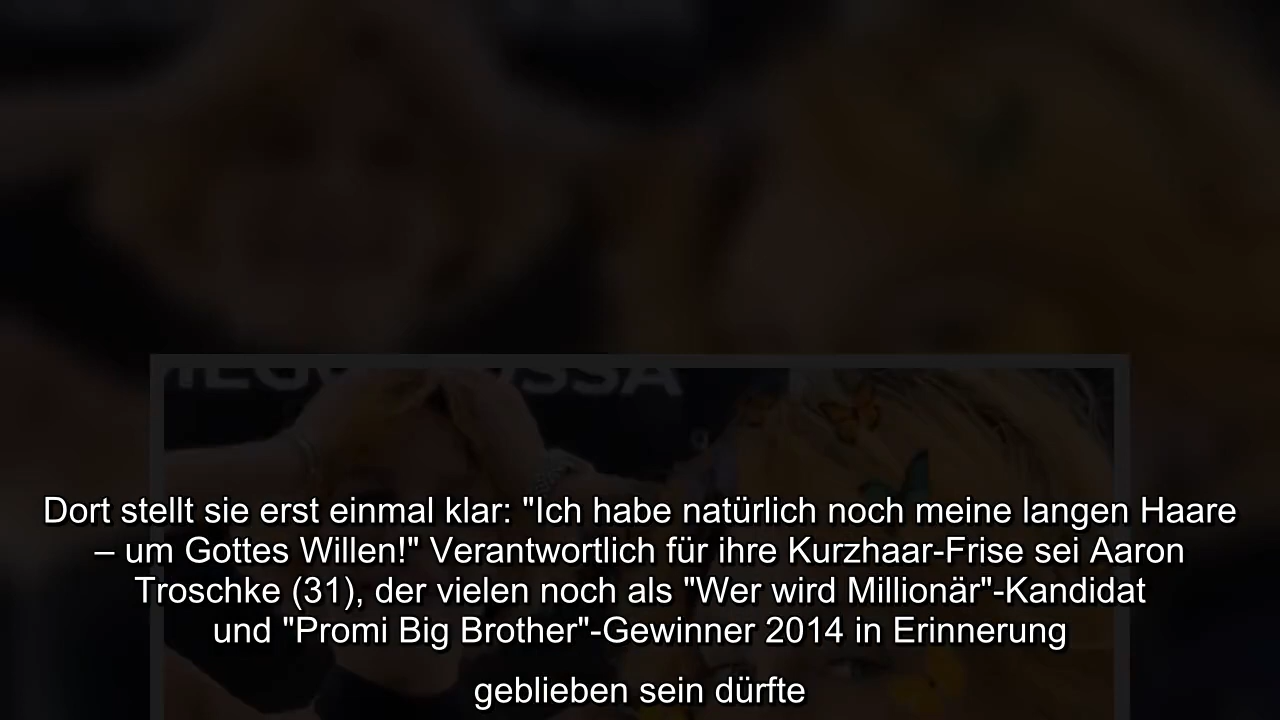 Dort stellt sie erst einmal klar: "Ich habe natürlich noch meine langen Haare
– um Gottes Willen!" Verantwortlich für ihre Kurzhaar-Frise sei Aaron
Troschke (31), der vielen noch als "Wer wird Millionär"-Kandidat
und "Promi Big Brother"-Gewinner 2014 in Erinnerung
geblieben sein dürfte